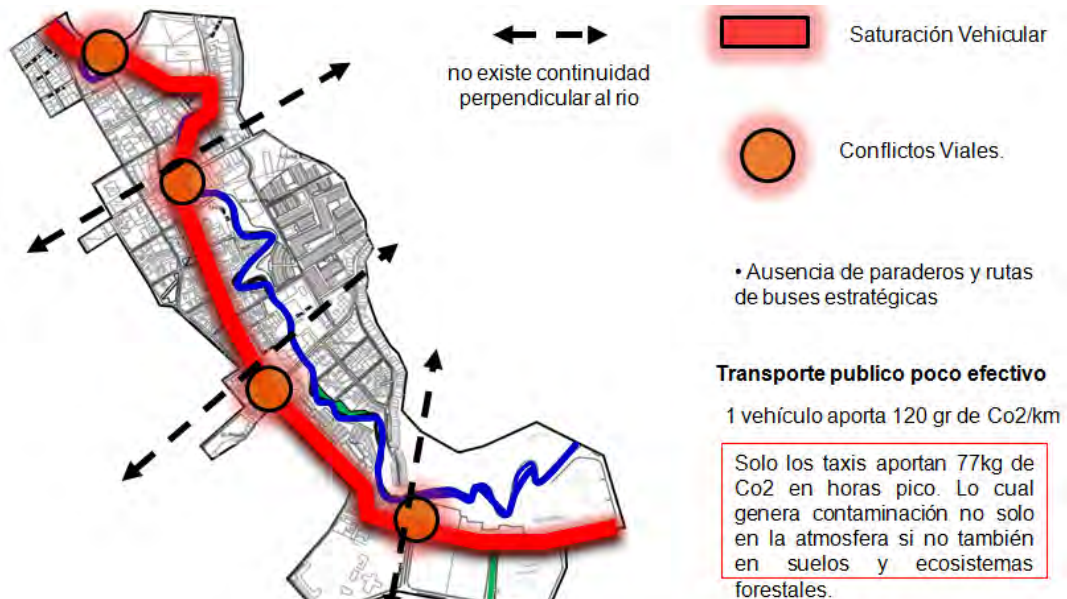 no existe continuidad
perpendicular al rio
Saturación Vehicular
Conflictos Viales.
• Ausencia de paraderos y rutas
de buses estratégicas
Transporte publico poco efectivo
1 vehículo aporta 120 gr de Co2/km
Solo los taxis aportan 77kg de
Co2 en horas pico. Lo cual
genera contaminación no solo
en la atmosfera si no también
en suelos y ecosistemas
forestales.